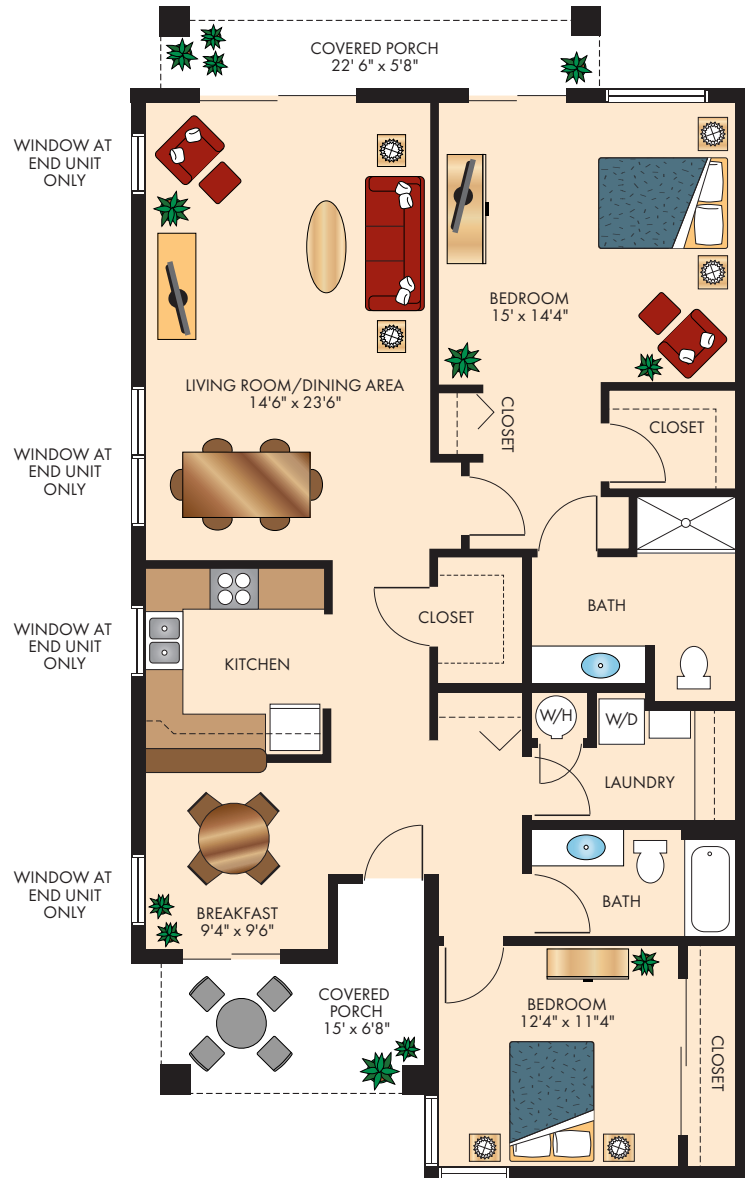 COVERED PORCH
22' 6" x 5'8"
WINDOW AT
END UNIT
ONLY
BEDROOM
15' x 14'4"
LIVING ROOM/DINING AREA
14'6" x 23'6"
CLOSET
CLOSET
WINDOW AT
END UNIT
ONLY
BATH
CLOSET
WINDOW AT
END UNIT
ONLY
KITCHEN
W/H
W/D
LAUNDRY
WINDOW AT
END UNIT
ONLY
BREAKFAST
9'4" x 9'6"
BATH
COVERED
PORCH
15' x 6'8"
BEDROOM
12'4" x 11'4"
CLOSET